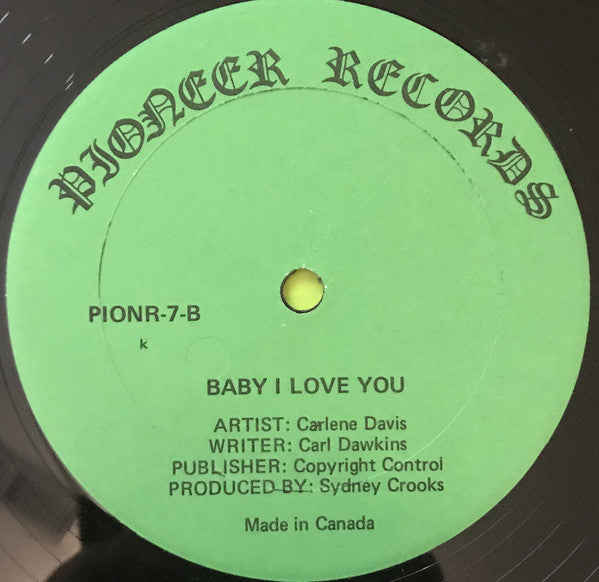 PIONEER RECORDS
PIONR-7-B
k
BABY I LOVE YOU
ARTIST: Carlene Davis
WRITER: Carl Dawkins
PUBLISHER: Copyright Control
PRODUCED BY: Sydney Crooks
Made in Canada